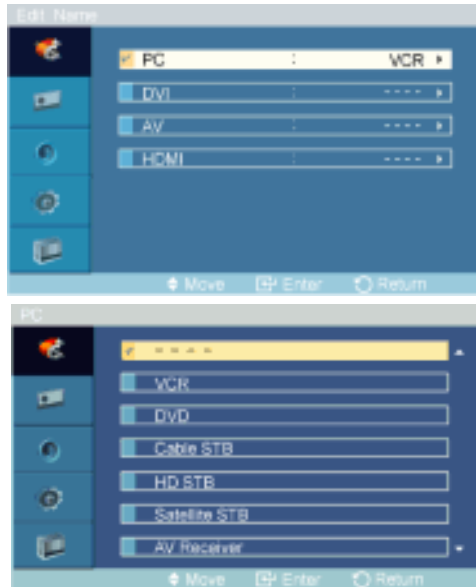 Edit Name
PC : VCR
DVI : ----
AV : ----
HDMI : ----
Move Enter Return
PC
----
VCR
DVD
Cable STB
HD STB
Satellite STB
AV Receiver
Move Enter Return